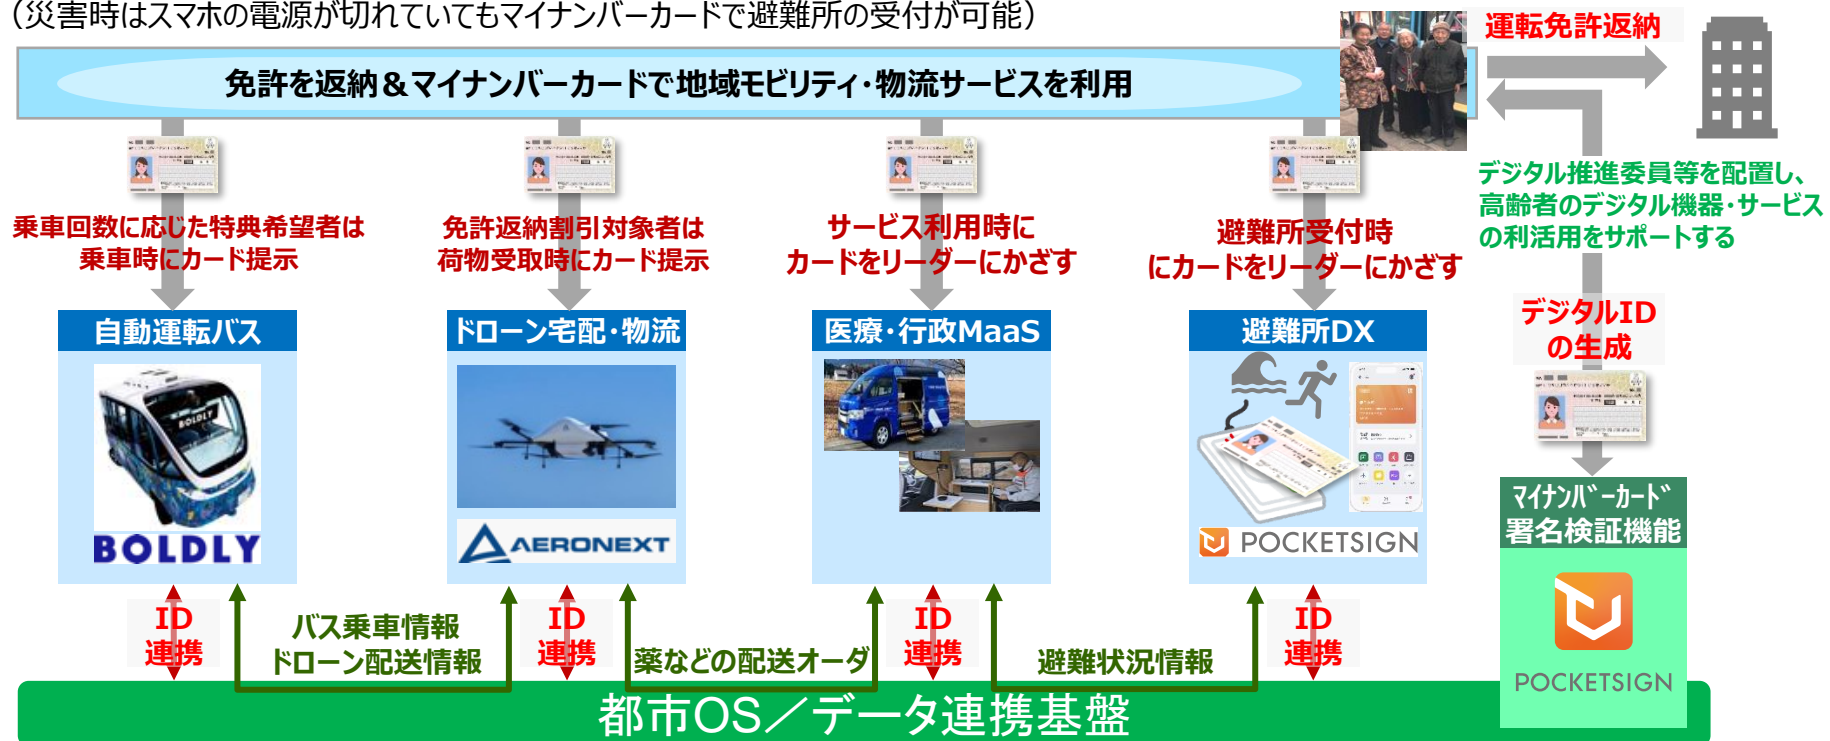 （災害時はスマホの電源が切れていてもマイナンバーカードで避難所の受付が可能）
免許を返納＆マイナンバーカードで地域モビリティ・物流サービスを利用
運転免許返納
デジタル推進委員等を配置し、
高齢者のデジタル機器・サービス
の利活用をサポートする
乗車回数に応じた特典希望者は
乗車時にカード提示
免許返納割引対象者は
荷物受取時にカード提示
サービス利用時に
カードをリーダーにかざす
避難所受付時
にカードをリーダーにかざす
デジタルID
の生成
自動運転バス
ドローン宅配・物流
医療・行政MaaS
避難所DX
BOLDLY
BOLDLY
AERONEXT
POCKETSIGN
マイナンバーカード
署名検証機能
POCKETSIGN
ID
連携
バス乗車情報
ドローン配送情報
ID
連携
薬などの配送オーダ
ID
連携
避難状況情報
ID
連携
都市OS／データ連携基盤